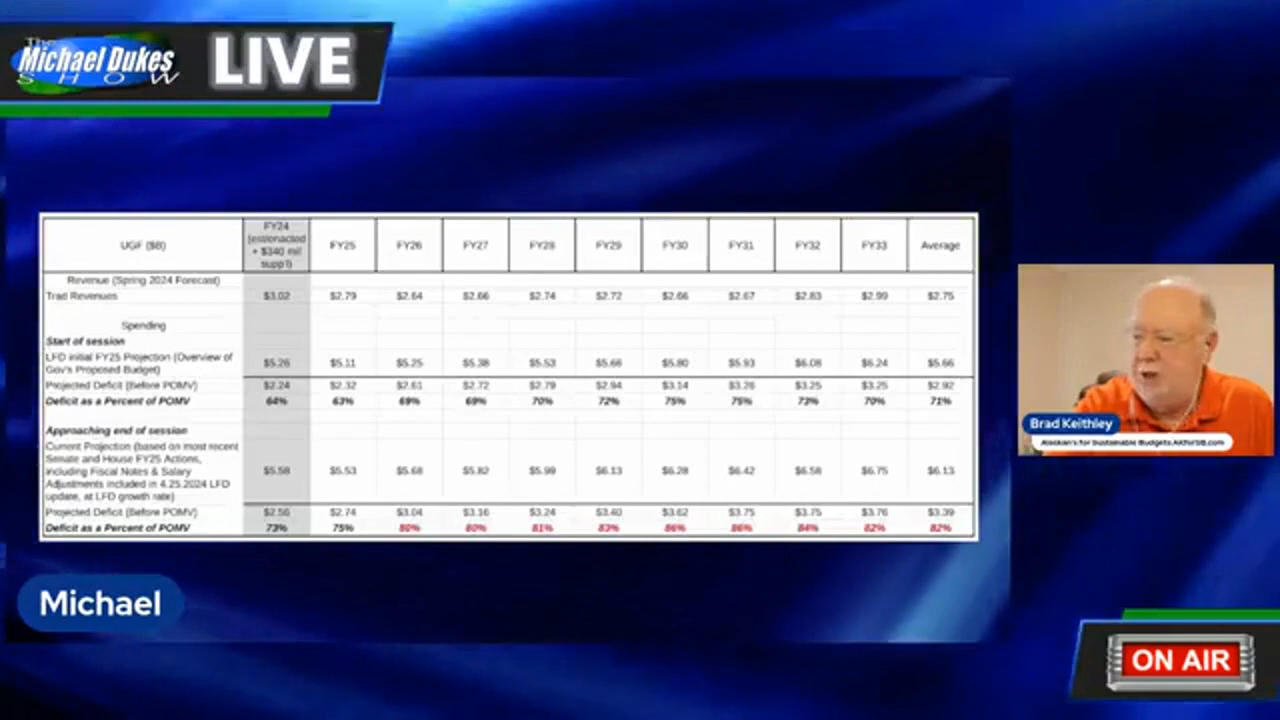 The
Michael Dukes
SHOW
LIVE
UGF ($B) FY24 FY25 FY26 FY27 FY28 FY29 FY30 FY31 FY32 FY33 Average
+ $340 mil
Revenue (Spring 2024 Forecast)
Trad Revenues $3.02 $2.79 $2.64 $2.66 $2.74 $2.72 $2.66 $2.67 $2.83 $2.99 $2.75
Spending
Start of session
LFD initial FY25 Projection (Overview of
Gov's Proposed Budget) $5.26 $5.11 $5.25 $5.38 $5.53 $5.66 $5.80 $5.93 $6.08 $6.24 $5.66
Projected Deficit (Before POMV) $2.24 $2.32 $2.61 $2.72 $2.79 $2.94 $3.14 $3.26 $3.25 $3.25 $2.92
Deficit as a Percent of POMV 64% 63% 69% 69% 70% 72% 75% 75% 73% 70% 71%
Approaching end of session
Current Projection (based on most recent
Senate and House FY25 Actions,
including Fiscal Notes & Salary
Adjustments included in 4.25.2024 LFD
update, at LFD growth rate) $5.58 $5.53 $5.68 $5.82 $5.99 $6.13 $6.28 $6.42 $6.58 $6.75 $6.13
Projected Deficit (Before POMV) $2.56 $2.74 $3.04 $3.16 $3.24 $3.40 $3.62 $3.75 $3.75 $3.76 $3.39
Deficit as a Percent of POMV 73% 75% 80% 80% 81% 83% 86% 86% 84% 82% 82%
Brad Keithley
Alaskan's for Sustainable Budgets AKforSB.com
Michael
ON AIR